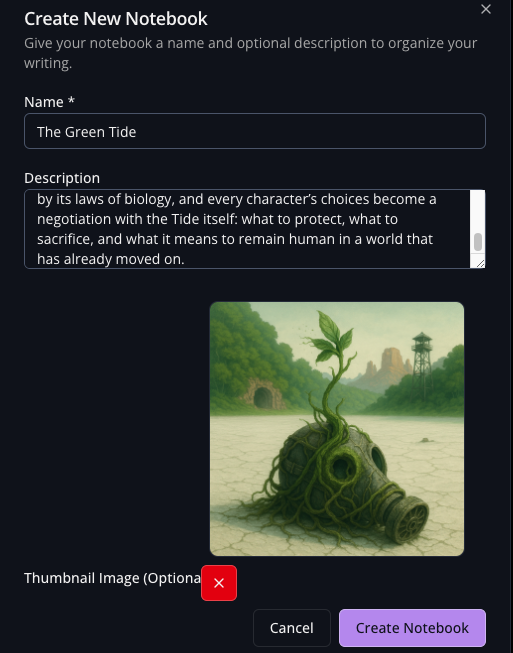 Create New Notebook
Give your notebook a name and optional description to organize your
writing.
Name *
The Green Tide
Description
by its laws of biology, and every character’s choices become a
negotiation with the Tide itself: what to protect, what to
sacrifice, and what it means to remain human in a world that
has already moved on.
Thumbnail Image (Optiona
Cancel
Create Notebook